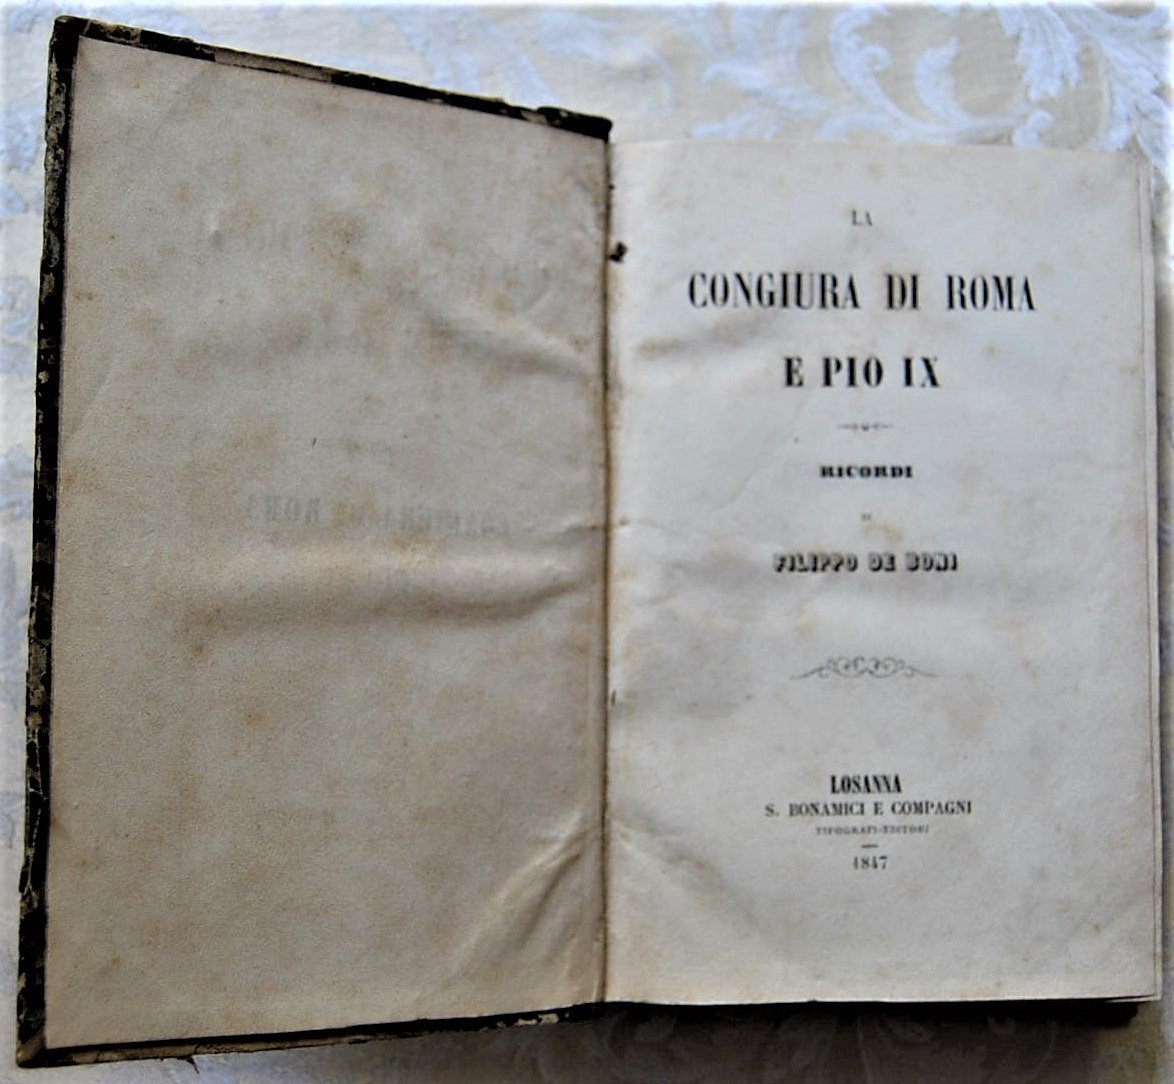 LA
CONGIURA DI ROMA
E PIO IX
RICORDI
DI
FILIPPO DE BONI
LOSANNA
S. BONAMICI E COMPAGNI
TIPOGRAFI-EDITORI
1847